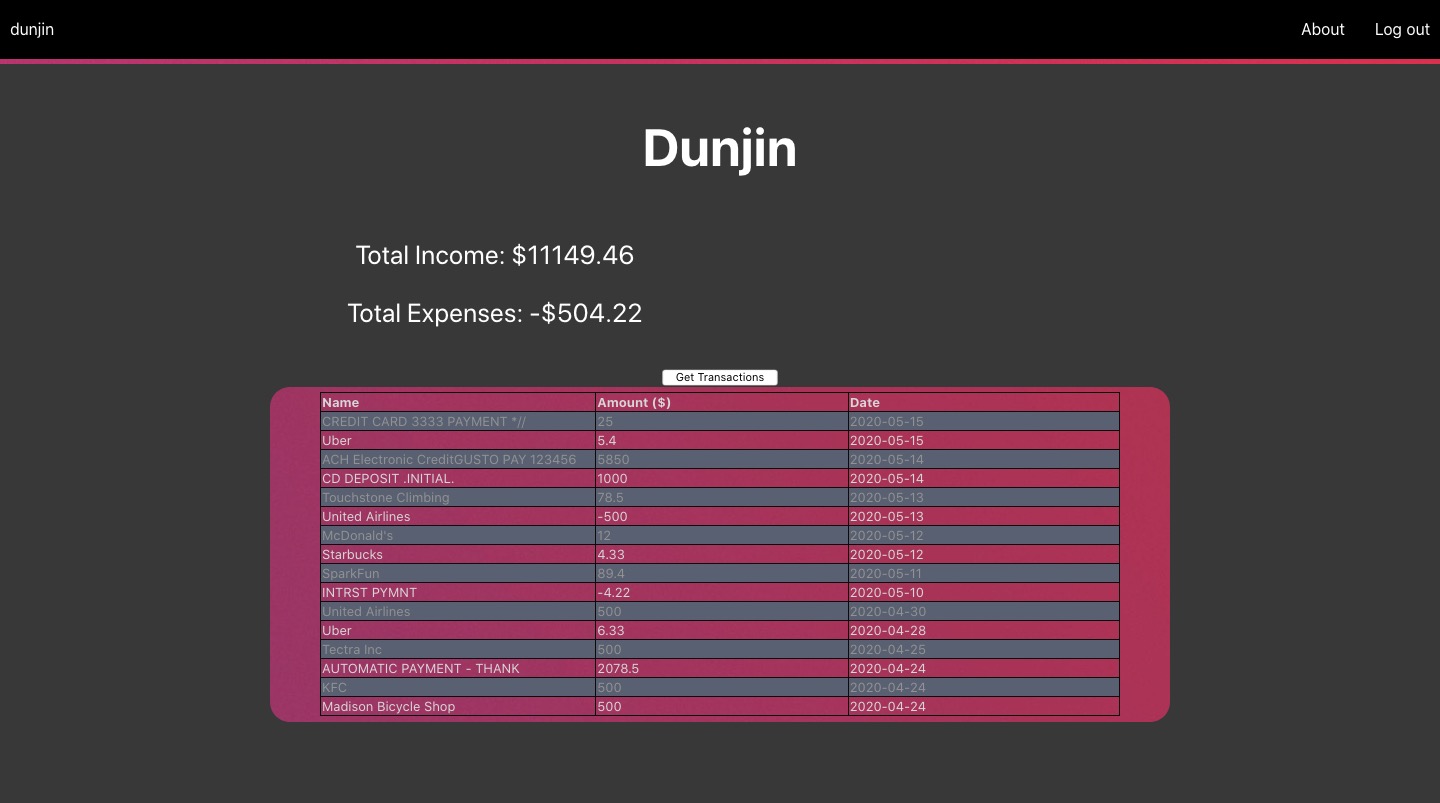 dunjin About Log out
Dunjin
Total Income: $11149.46
Total Expenses: -$504.22
Get Transactions
Name Amount ($) Date
CREDIT CARD 3333 PAYMENT *// 25 2020-05-15
Uber 5.4 2020-05-15
ACH Electronic CreditGUSTO PAY 123456 5850 2020-05-14
CD DEPOSIT .INITIAL. 1000 2020-05-14
Touchstone Climbing 78.5 2020-05-13
United Airlines -500 2020-05-13
McDonald's 12 2020-05-12
Starbucks 4.33 2020-05-12
SparkFun 89.4 2020-05-11
INTRST PYMNT -4.22 2020-05-10
United Airlines 500 2020-04-30
Uber 6.33 2020-04-28
Tectra Inc 500 2020-04-25
AUTOMATIC PAYMENT - THANK 2078.5 2020-04-24
KFC 500 2020-04-24
Madison Bicycle Shop 500 2020-04-24